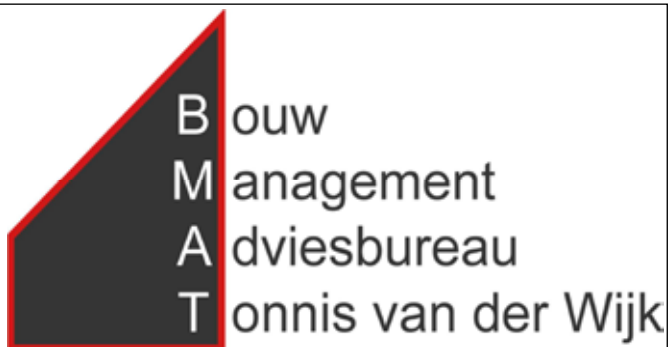 Bouw
Management
Adviesbureau
Tonnis van der Wijk